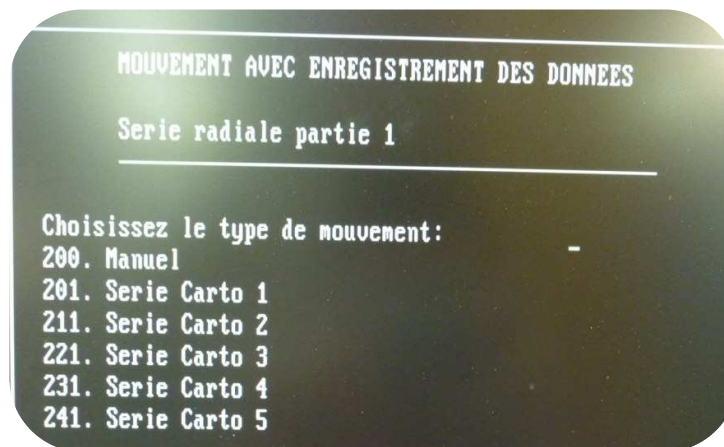 MOUVEMENT AVEC ENREGISTREMENT DES DONNEES
Serie radiale partie 1
Choisissez le type de mouvement:
200. Manuel
201. Serie Carto 1
211. Serie Carto 2
221. Serie Carto 3
231. Serie Carto 4
241. Serie Carto 5